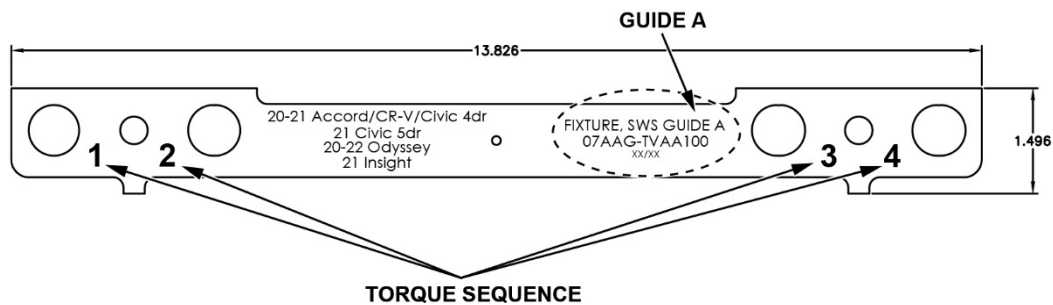 GUIDE A
13.826
20-21 Accord/CR-V/Civic 4dr
21 Civic 5dr
20-22 Odyssey
21 Insight
FIXTURE, SWS GUIDE A
07AAG-TVAA100
XX/XX
1.496
1
2
3
4
TORQUE SEQUENCE